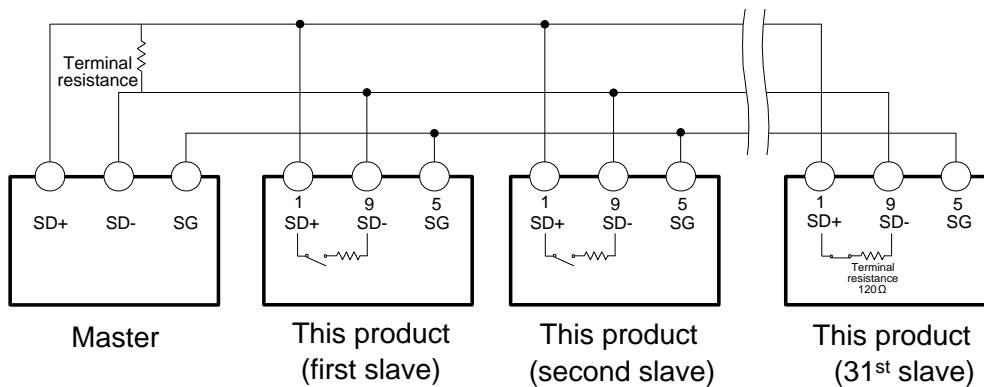 Terminal
resistance
SD+ SD- SG
1 9 5
SD+ SD- SG
1 9 5
SD+ SD- SG
1 9 5
SD+ SD- SG
Terminal
resistance
120Ω
Master
This product
(first slave)
This product
(second slave)
This product
(31st slave)